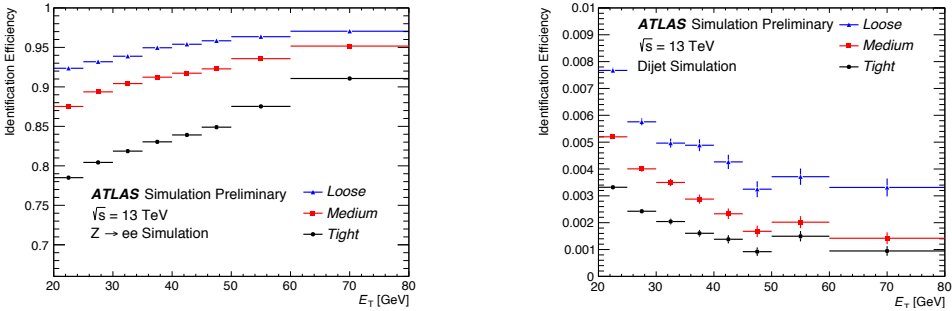 Identification Efficiency
1
0.95
0.9
0.85
0.8
0.75
0.7
ATLAS Simulation Preliminary
√s = 13 TeV
Z → ee Simulation
Loose
Medium
Tight
20 30 40 50 60 70 80
E_T [GeV]
Identification Efficiency
0.01
0.009
0.008
0.007
0.006
0.005
0.004
0.003
0.002
0.001
0
ATLAS Simulation Preliminary
√s = 13 TeV
Dijet Simulation
Loose
Medium
Tight
20 30 40 50 60 70 80
E_T [GeV]